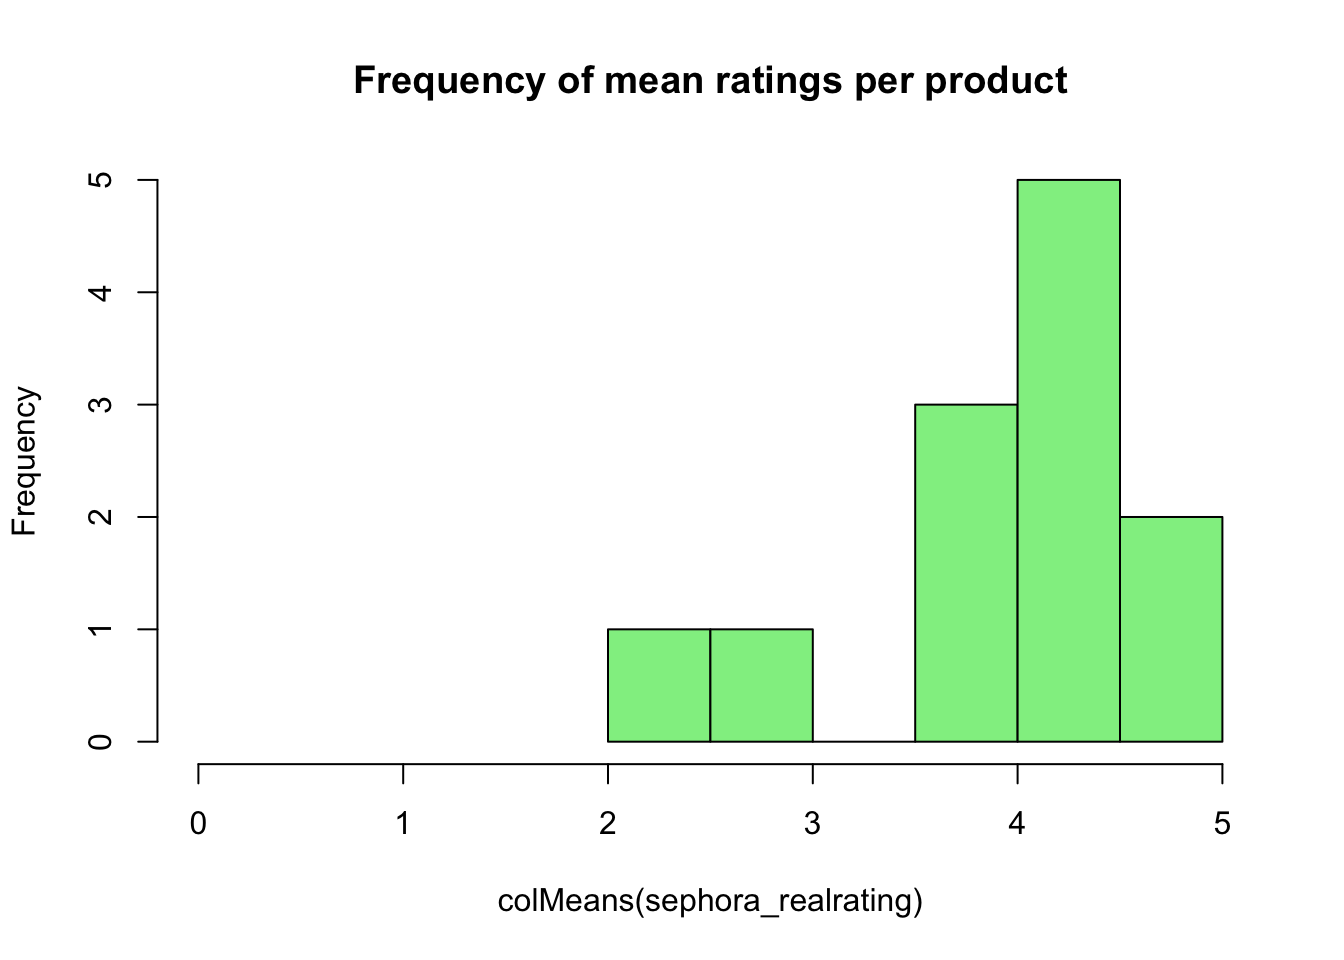 Frequency of mean ratings per product
Frequency
5
4
3
2
1
0
0 1 2 3 4 5
colMeans(sephora_realrating)